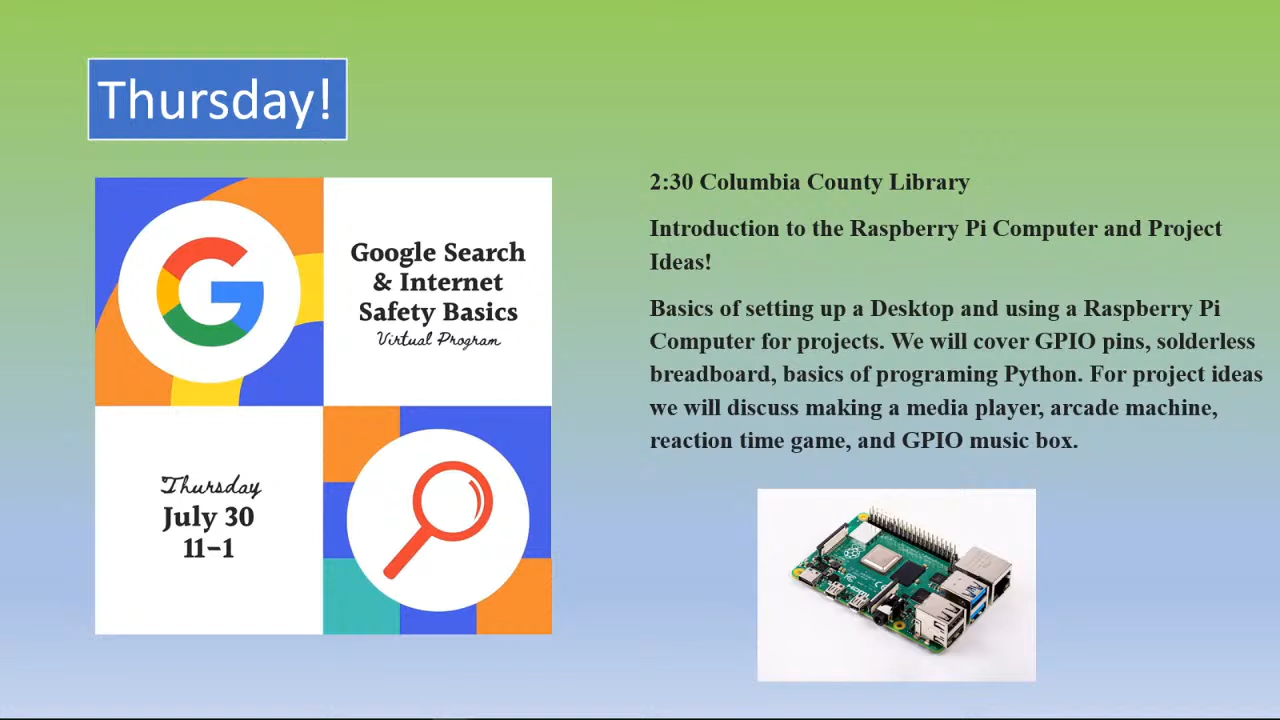 Thursday!
Google Search
& Internet
Safety Basics
Virtual Program
Thursday
July 30
11–1
2:30 Columbia County Library
Introduction to the Raspberry Pi Computer and Project
Ideas!
Basics of setting up a Desktop and using a Raspberry Pi
Computer for projects. We will cover GPIO pins, solderless
breadboard, basics of programing Python. For project ideas
we will discuss making a media player, arcade machine,
reaction time game, and GPIO music box.